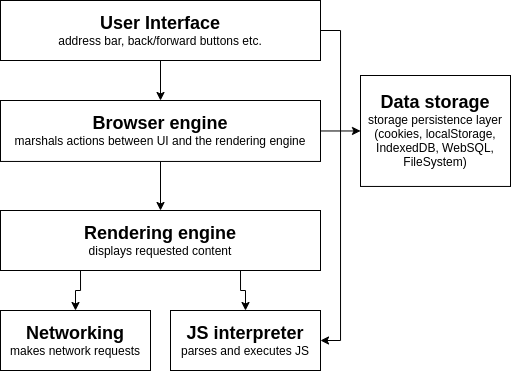 User Interface
address bar, back/forward buttons etc.
Browser engine
marshals actions between UI and the rendering engine
Data storage
storage persistence layer
(cookies, localStorage,
IndexedDB, WebSQL,
FileSystem)
Rendering engine
displays requested content
Networking
makes network requests
JS interpreter
parses and executes JS